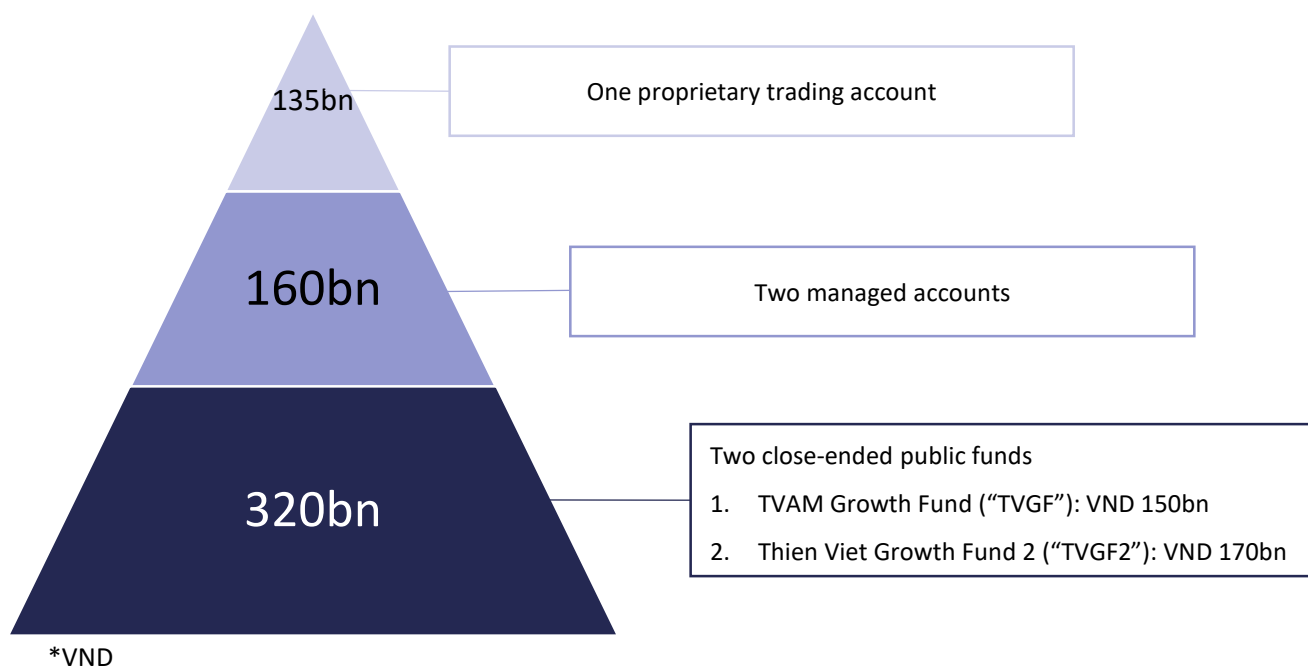 135bn
One proprietary trading account
160bn
Two managed accounts
320bn
Two close-ended public funds
1. TVAM Growth Fund (“TVGF”): VND 150bn
2. Thien Viet Growth Fund 2 (“TVGF2”): VND 170bn
*VND